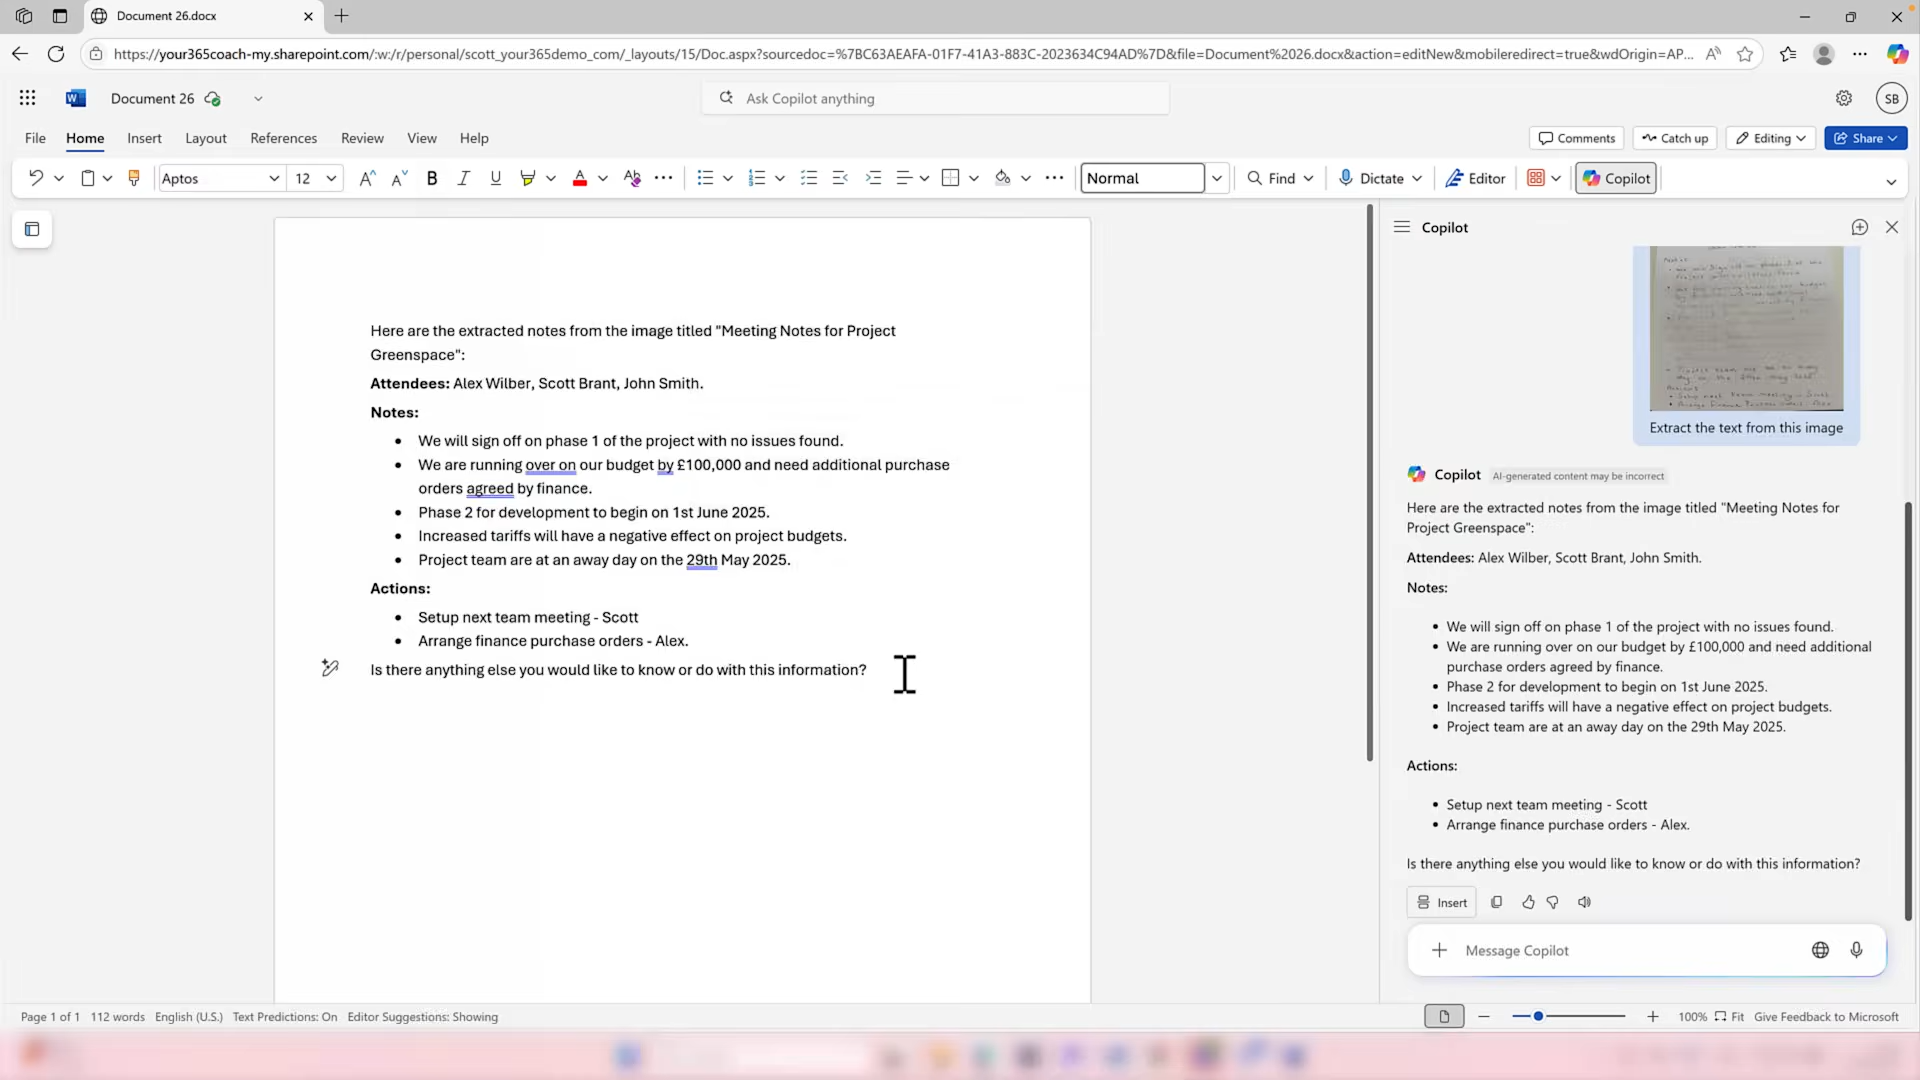 Document 26.docx
https://your365coach-my.sharepoint.com/:w:/r/personal/scott_your365demo_com/_layouts/15/Doc.aspx?sourcedoc=%7BC63AEAFA-01F7-41A3-883C-2023634C94AD%7D&file=Document%2026.docx&action=editNew&mobileredirect=true&wdOrigin=AP...
Document 26
Ask Copilot anything
SB
File Home Insert Layout References Review View Help
Comments Catch up Editing Share
Aptos 12 Normal Find Dictate Editor Copilot
Here are the extracted notes from the image titled "Meeting Notes for Project
Greenspace":
Attendees: Alex Wilber, Scott Brant, John Smith.
Notes:
• We will sign off on phase 1 of the project with no issues found.
• We are running over on our budget by £100,000 and need additional purchase
orders agreed by finance.
• Phase 2 for development to begin on 1st June 2025.
• Increased tariffs will have a negative effect on project budgets.
• Project team are at an away day on the 29th May 2025.
Actions:
• Setup next team meeting - Scott
• Arrange finance purchase orders - Alex.
Is there anything else you would like to know or do with this information?
Copilot
Extract the text from this image
Copilot AI-generated content may be incorrect
Here are the extracted notes from the image titled "Meeting Notes for
Project Greenspace":
Attendees: Alex Wilber, Scott Brant, John Smith.
Notes:
• We will sign off on phase 1 of the project with no issues found.
• We are running over on our budget by £100,000 and need additional
purchase orders agreed by finance.
• Phase 2 for development to begin on 1st June 2025.
• Increased tariffs will have a negative effect on project budgets.
• Project team are at an away day on the 29th May 2025.
Actions:
• Setup next team meeting - Scott
• Arrange finance purchase orders - Alex.
Is there anything else you would like to know or do with this information?
Insert
Message Copilot
Page 1 of 1 112 words English (U.S.) Text Predictions: On Editor Suggestions: Showing
100% Fit Give Feedback to Microsoft